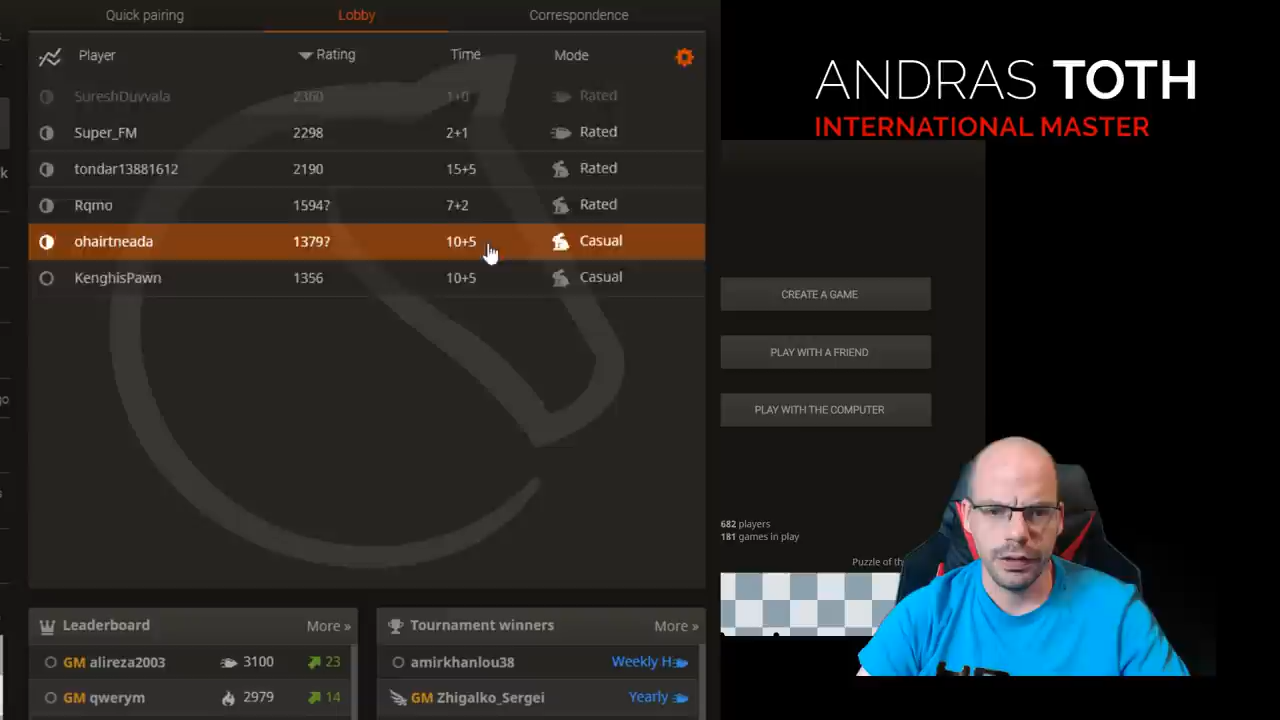 Quick pairing Lobby Correspondence
Player Rating Time Mode
SureshDuvvala 2360 1+0 Rated
Super_FM 2298 2+1 Rated
tondar13881612 2190 15+5 Rated
Rqmo 1594? 7+2 Rated
ohairtneada 1379? 10+5 Casual
KenghisPawn 1356 10+5 Casual
ANDRAS TOTH
INTERNATIONAL MASTER
CREATE A GAME
PLAY WITH A FRIEND
PLAY WITH THE COMPUTER
682 players
181 games in play
Puzzle of th
Leaderboard More »
GM alireza2003 3100 23
GM qwerym 2979 14
Tournament winners More »
amirkhanlou38 Weekly H
GM Zhigalko_Sergei Yearly